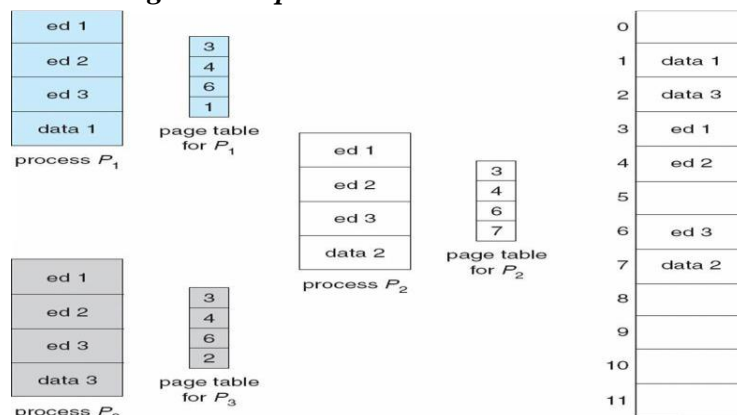 ed 1
ed 2
ed 3
data 1
process P₁
3
4
6
1
page table
for P₁
ed 1
ed 2
ed 3
data 2
process P₂
3
4
6
7
page table
for P₂
ed 1
ed 2
ed 3
data 3
process P₃
3
4
6
2
page table
for P₃
0
1 data 1
2 data 3
3 ed 1
4 ed 2
5
6 ed 3
7 data 2
8
9
10
11